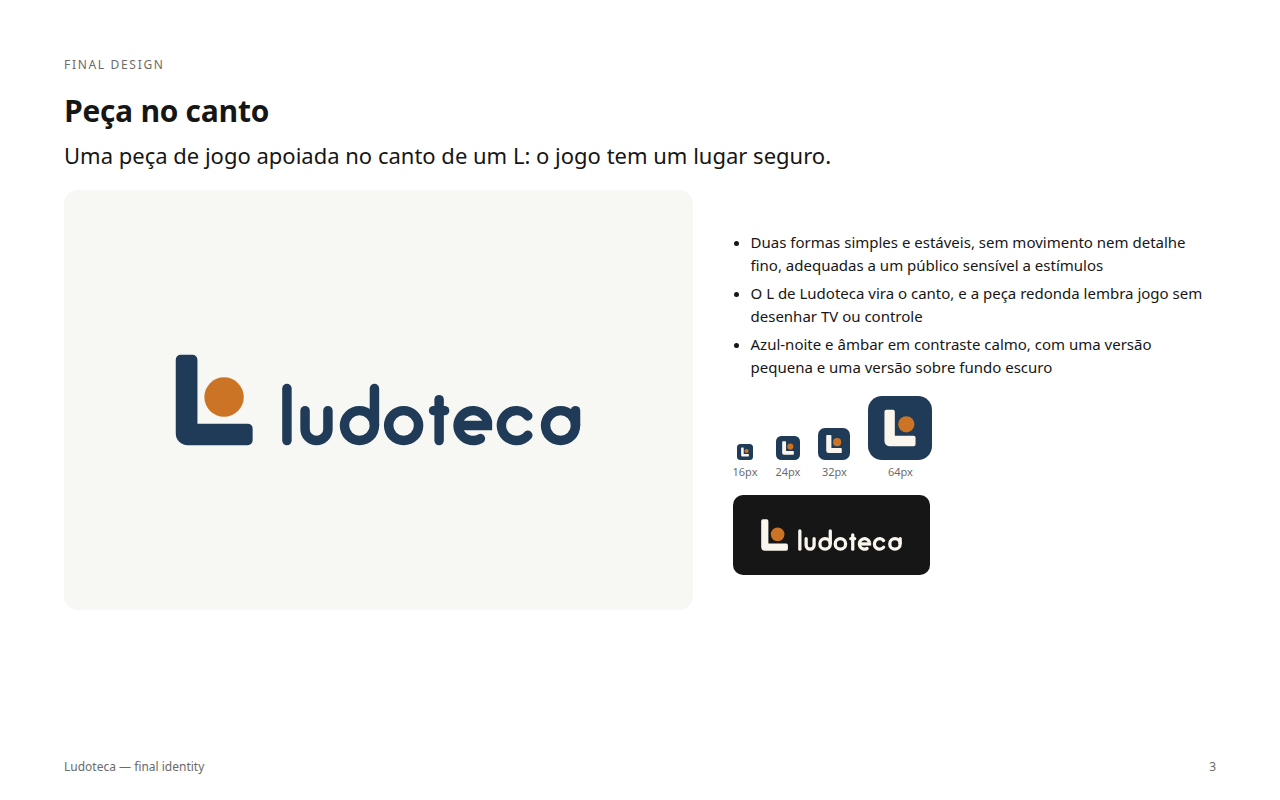 FINAL DESIGN
Peça no canto
Uma peça de jogo apoiada no canto de um L: o jogo tem um lugar seguro.
L ludoteca
• Duas formas simples e estáveis, sem movimento nem detalhe
fino, adequadas a um público sensível a estímulos
• O L de Ludoteca vira o canto, e a peça redonda lembra jogo sem
desenhar TV ou controle
• Azul-noite e âmbar em contraste calmo, com uma versão
pequena e uma versão sobre fundo escuro
L L L L
16px 24px 32px 64px
L ludoteca
Ludoteca — final identity 3